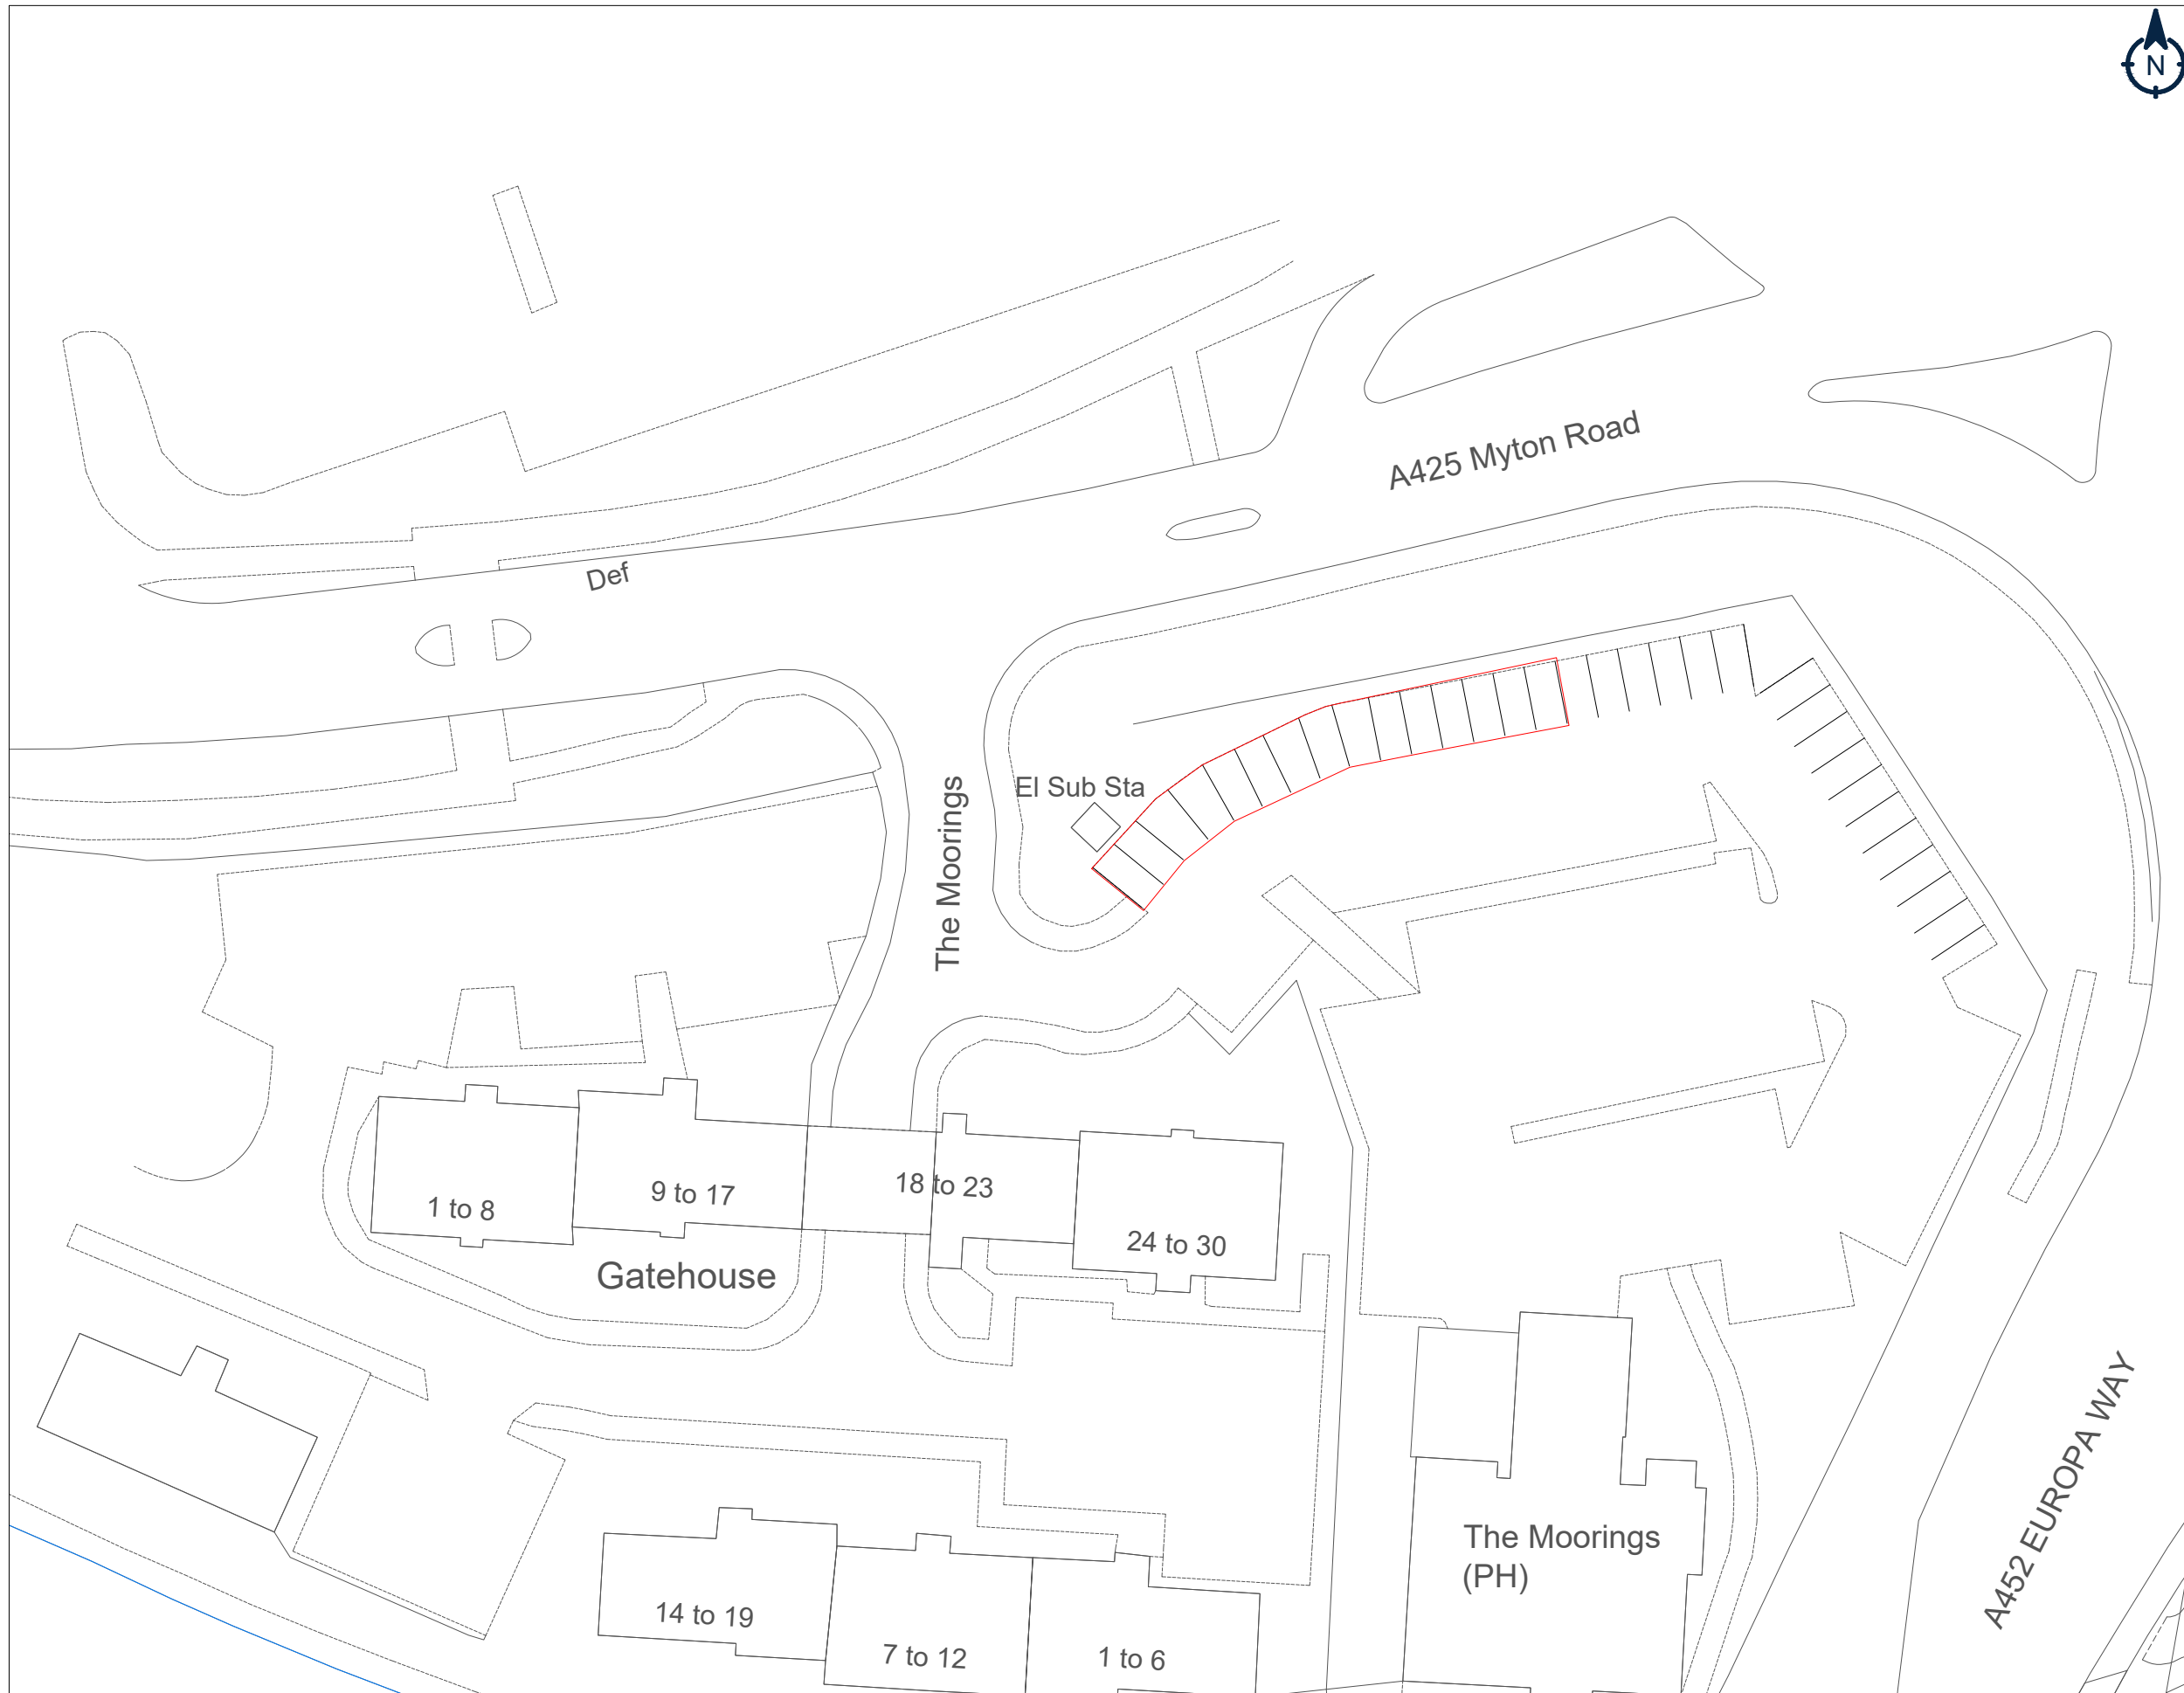 N
A425 Myton Road
Def
El Sub Sta
The Moorings
18 to 23
9 to 17
1 to 8
24 to 30
Gatehouse
A452 EUROPA WAY
The Moorings
(PH)
14 to 19
7 to 12
1 to 6